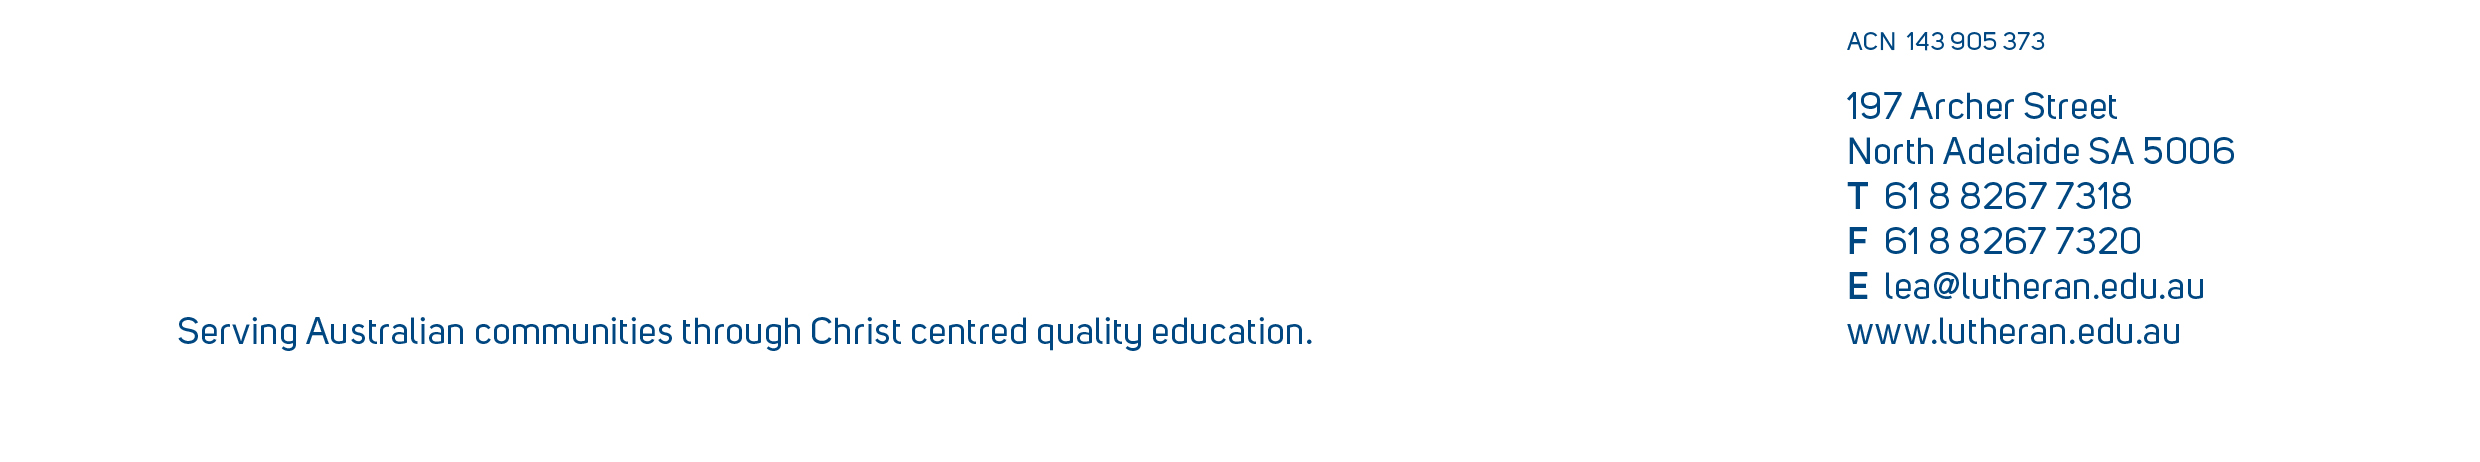 ACN 143 905 373
197 Archer Street
North Adelaide SA 5006
T 61 8 8267 7318
F 61 8 8267 7320
E lea@lutheran.edu.au
www.lutheran.edu.au
Serving Australian communities through Christ centred quality education.